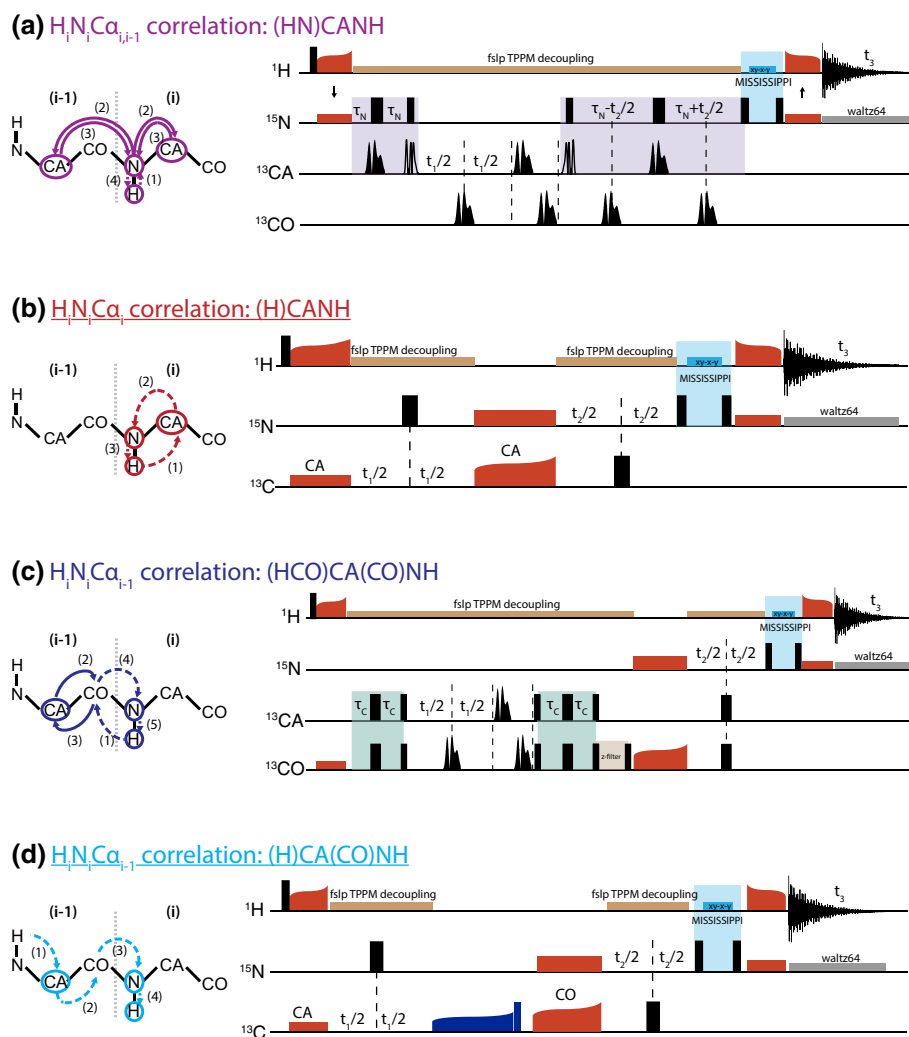 (a) HᵢNᵢCαᵢ,ᵢ₋₁ correlation: (HN)CANH
(i-1) (i)
H
N CA CO N CA CO
H
(2) (2)
(3) (3)
(4) (1)
¹H fslp TPPM decoupling xy-x-y t₃
MISSISSIPPI
¹⁵N τN τN τN-t₂/2 τN+t₂/2 waltz64
¹³CA t₁/2 t₁/2
¹³CO
(b) HᵢNᵢCαᵢ correlation: (H)CANH
(i-1) (i)
H
N CA CO N CA CO
H
(2)
(3) (1)
¹H fslp TPPM decoupling fslp TPPM decoupling xy-x-y t₃
MISSISSIPPI
¹⁵N t₂/2 t₂/2 waltz64
¹³C CA t₁/2 t₁/2 CA
(c) HᵢNᵢCαᵢ₋₁ correlation: (HCO)CA(CO)NH
(i-1) (i)
H
N CA CO N CA CO
H
(2) (4)
(3) (1) (5)
¹H fslp TPPM decoupling xy-x-y t₃
MISSISSIPPI
¹⁵N t₂/2 t₂/2 waltz64
¹³CA τC τC t₁/2 t₁/2 τC τC
¹³CO z-filter
(d) HᵢNᵢCαᵢ₋₁ correlation: (H)CA(CO)NH
(i-1) (i)
H
N CA CO N CA CO
H
(1) (3)
(2) (4)
¹H fslp TPPM decoupling fslp TPPM decoupling xy-x-y t₃
MISSISSIPPI
¹⁵N t₂/2 t₂/2 waltz64
¹³C CA t₁/2 t₁/2 CO